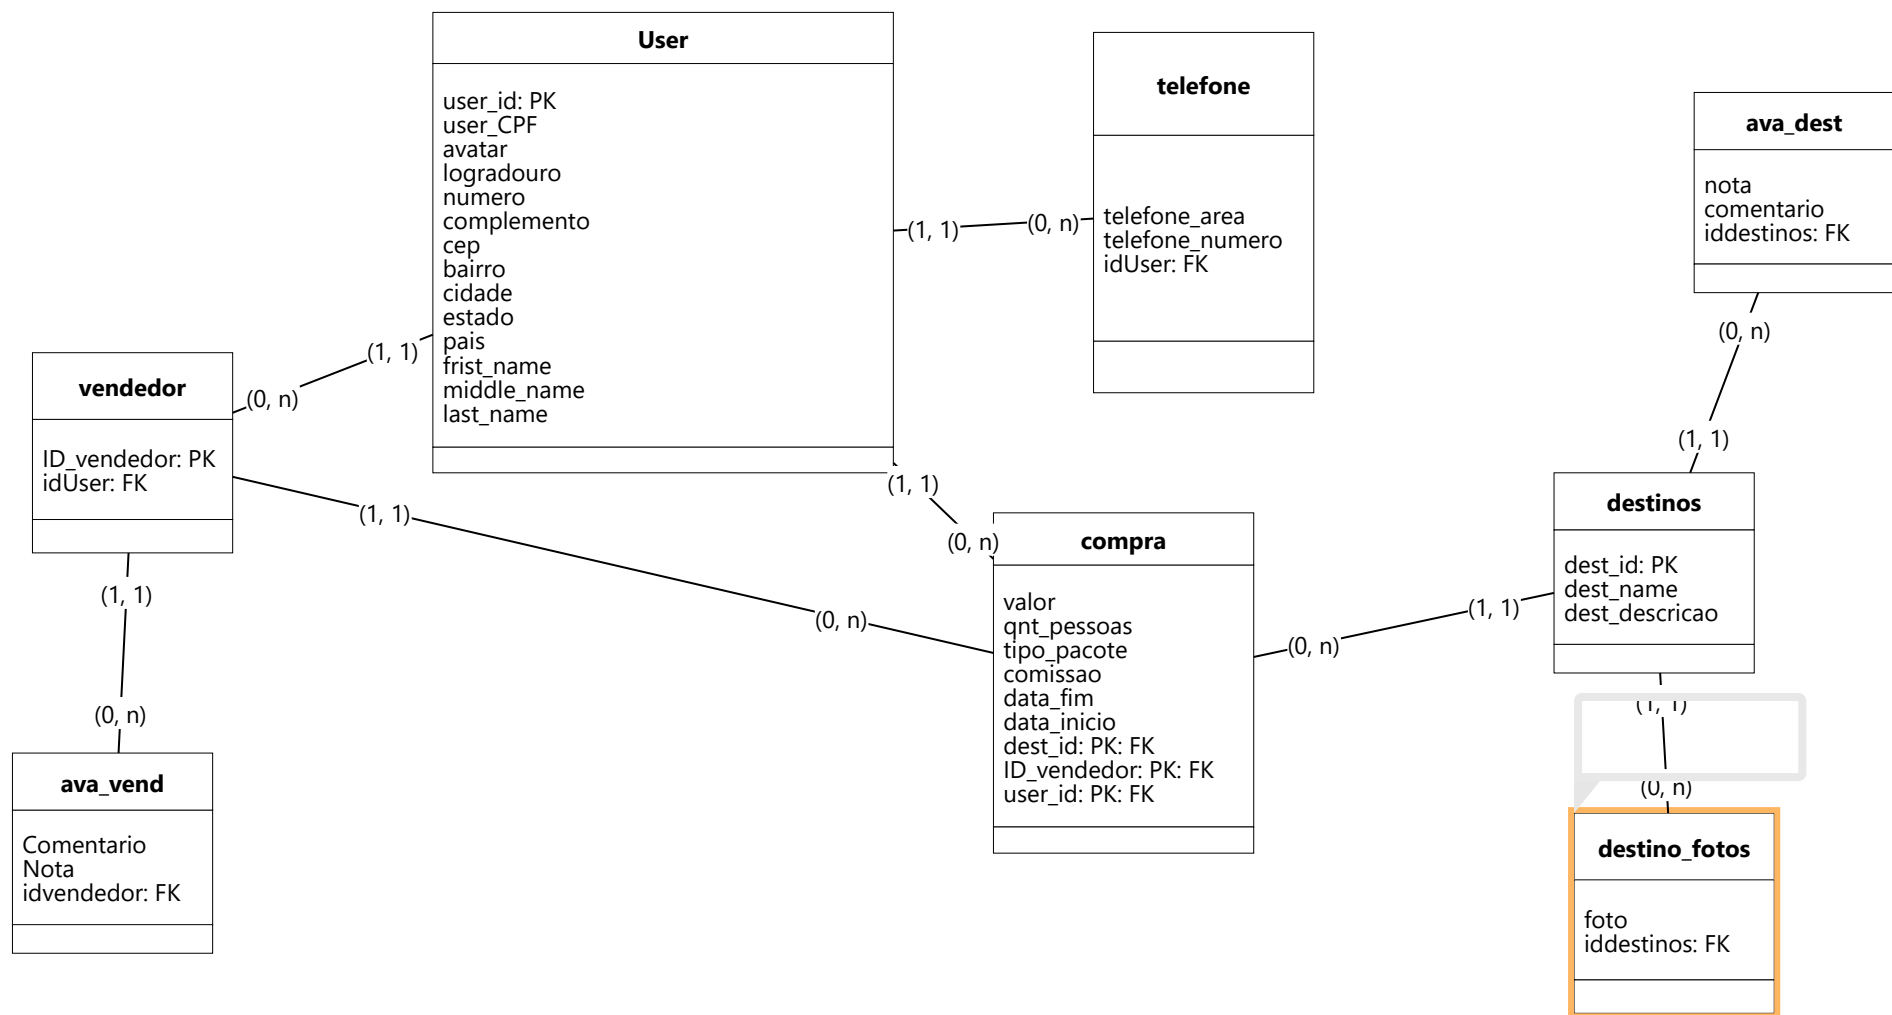 User
user_id: PK
user_CPF
avatar
logradouro
numero
complemento
cep
bairro
cidade
estado
pais
frist_name
middle_name
last_name
telefone
telefone_area
telefone_numero
idUser: FK
ava_dest
nota
comentario
iddestinos: FK
(1, 1)
(0, n)
(0, n)
(1, 1)
(1, 1)
(0, n)
vendedor
ID_vendedor: PK
idUser: FK
(1, 1)
(0, n)
(1, 1)
(0, n)
compra
valor
qnt_pessoas
tipo_pacote
comissao
data_fim
data_inicio
dest_id: PK: FK
ID_vendedor: PK: FK
user_id: PK: FK
destinos
dest_id: PK
dest_name
dest_descricao
(0, n)
(1, 1)
(1, 1)
(0, n)
ava_vend
Comentario
Nota
idvendedor: FK
(1, 1)
(0, n)
destino_fotos
foto
iddestinos: FK